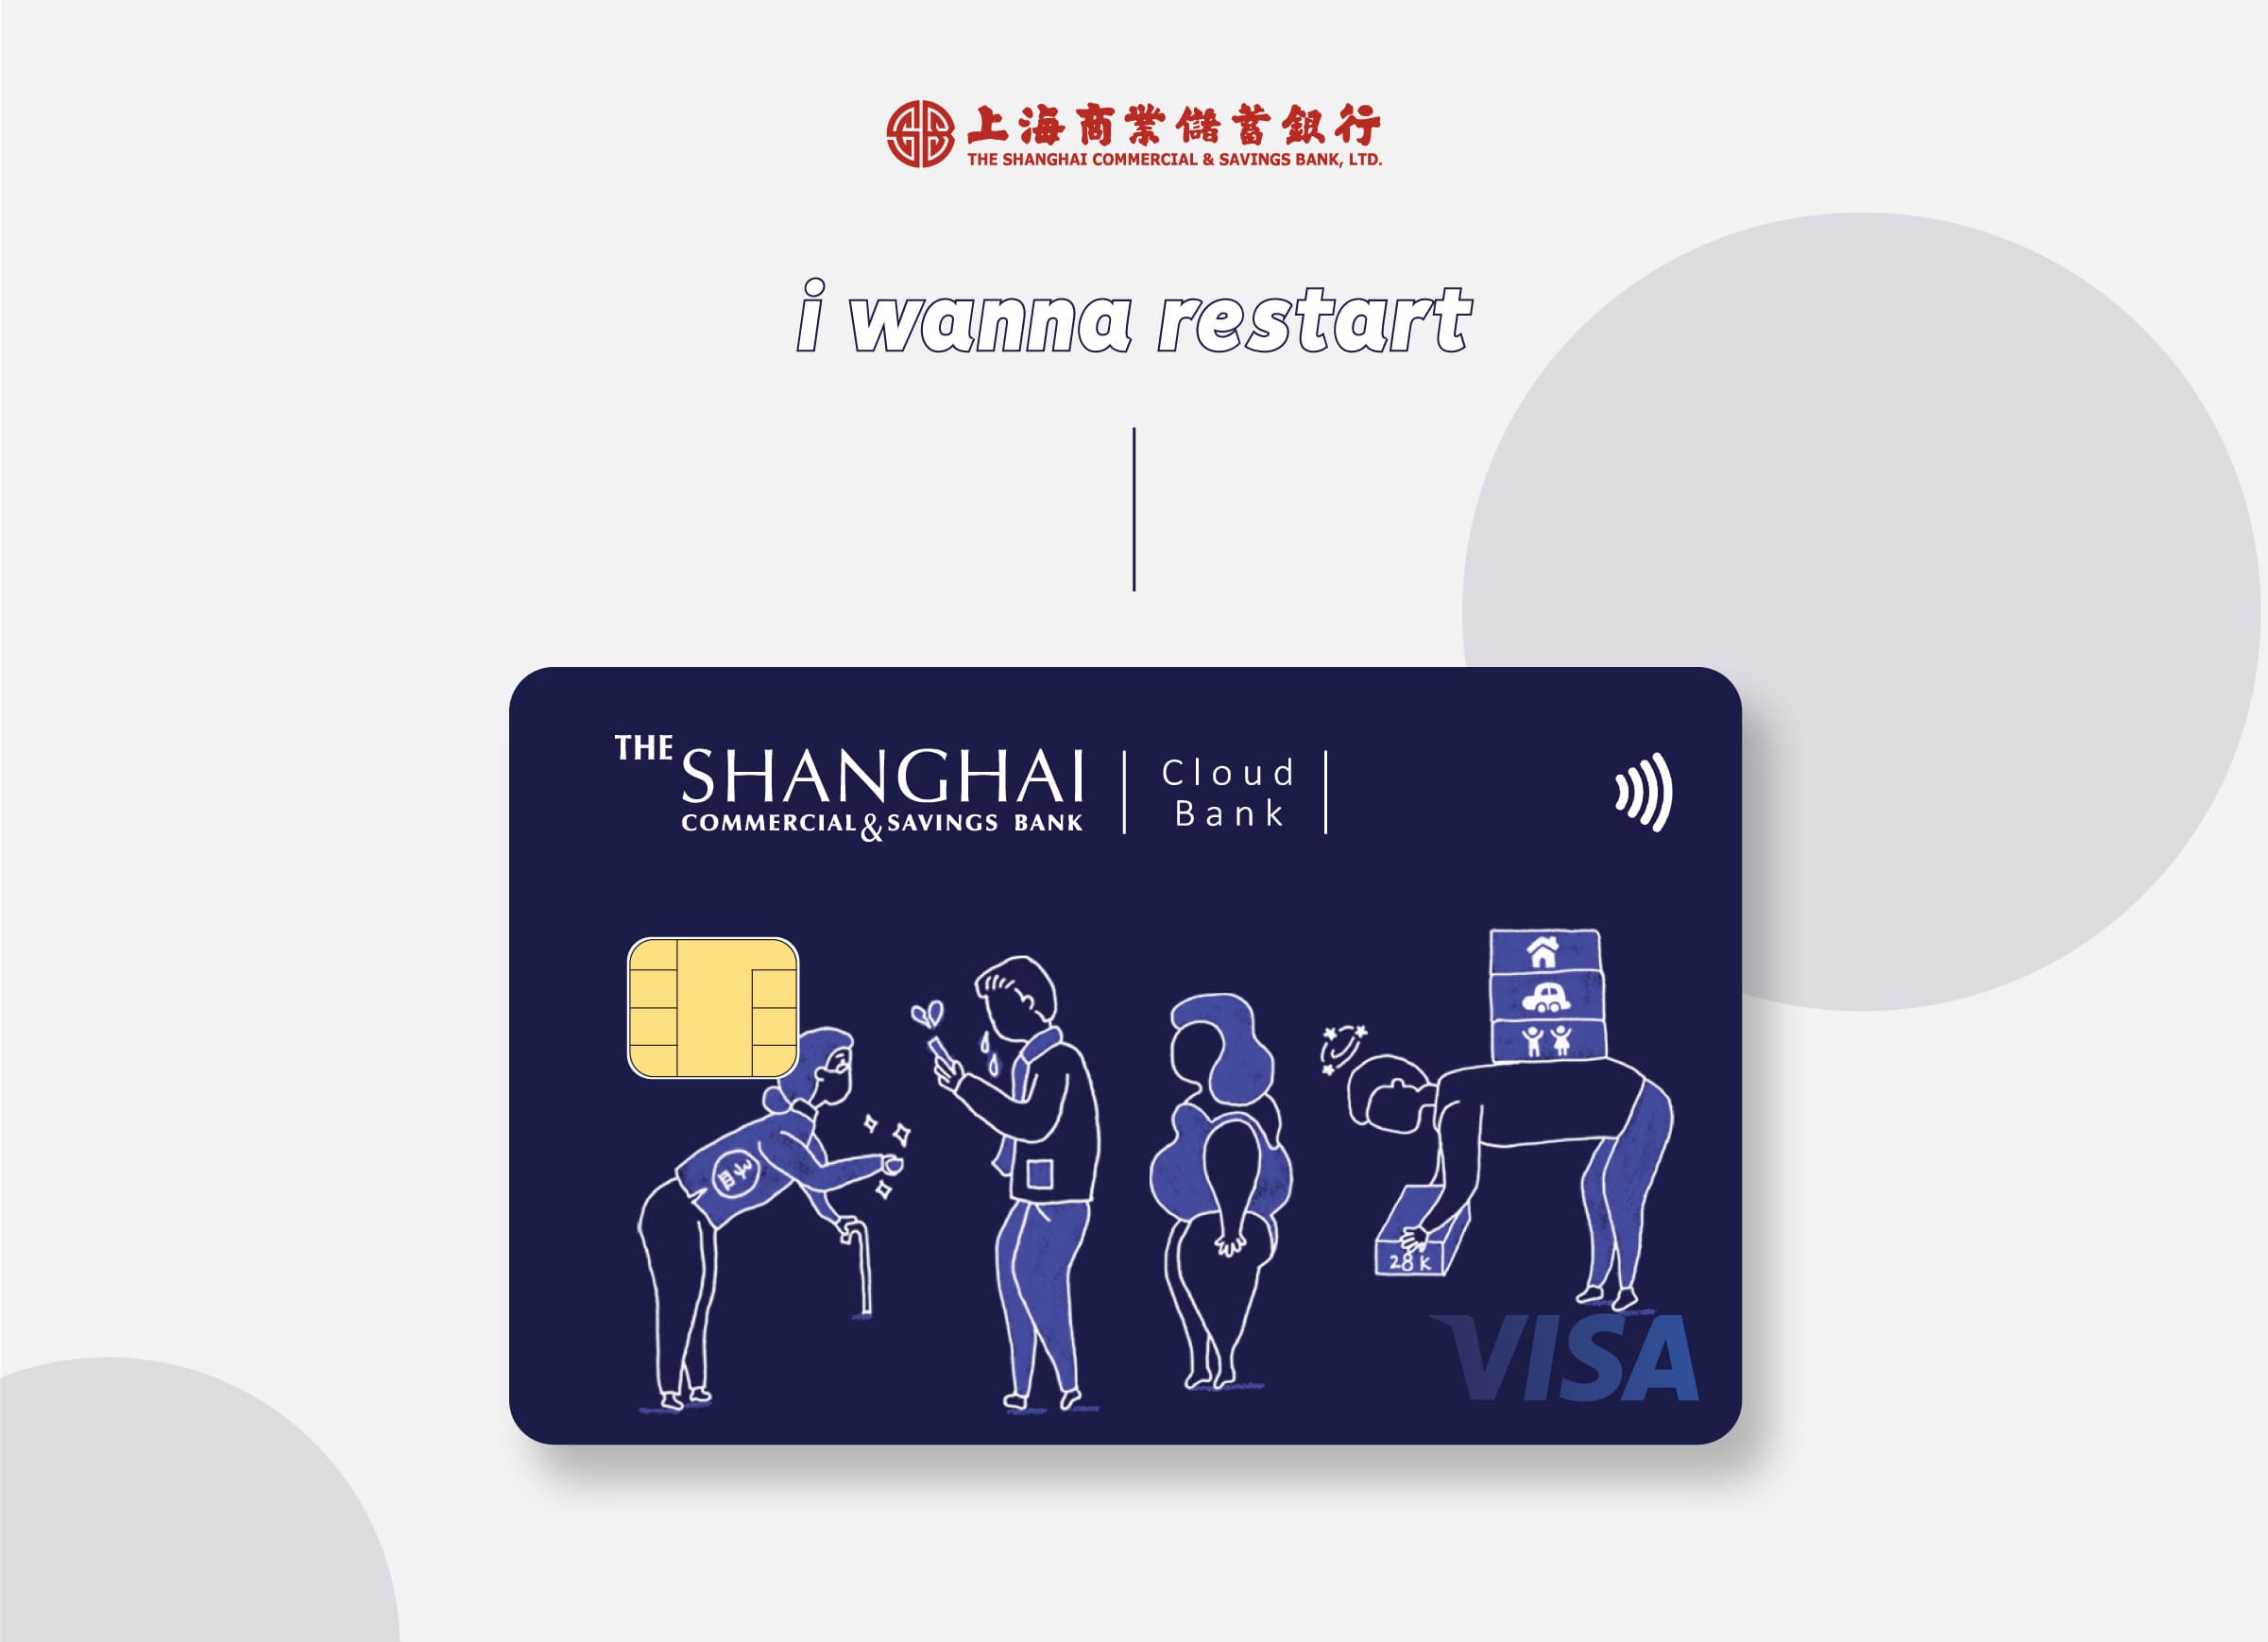 上海商業儲蓄銀行
THE SHANGHAI COMMERCIAL & SAVINGS BANK, LTD.
i wanna restart
THE SHANGHAI
COMMERCIAL & SAVINGS BANK
Cloud
Bank
28K
VISA